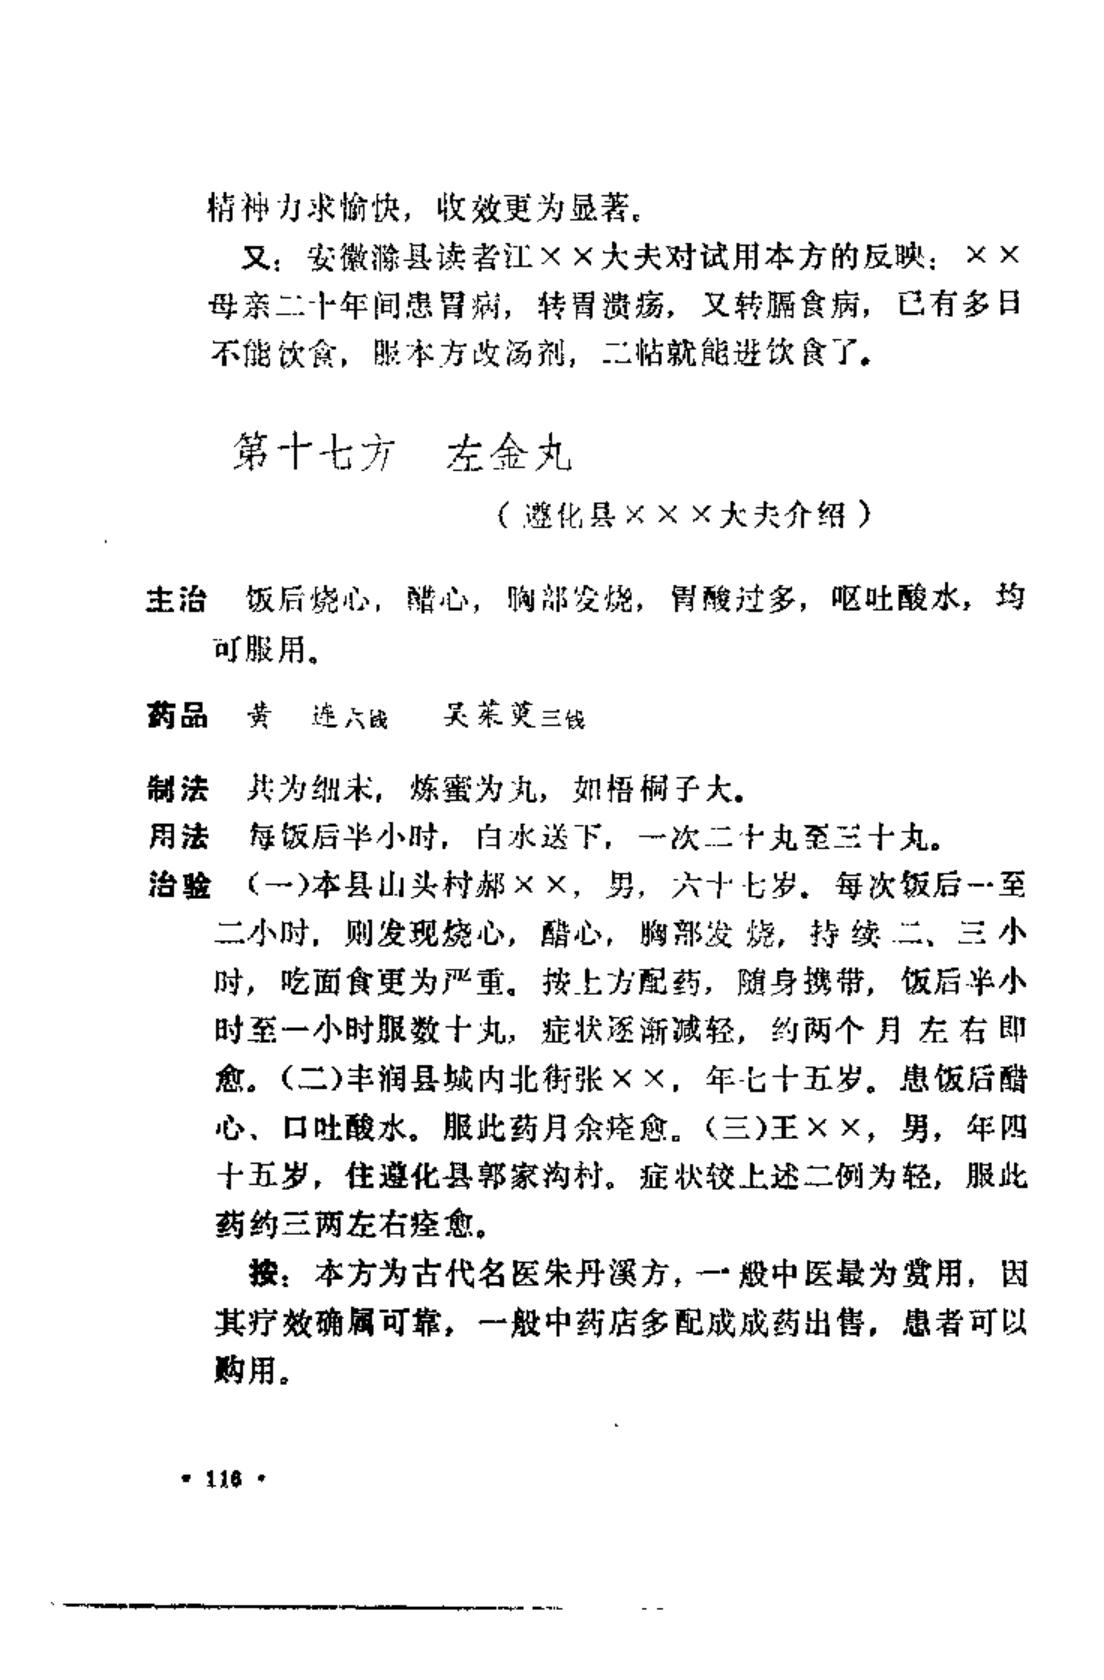 精神力求愉快，收效更为显著。
又：安徽滁县读者江××大夫对试用本方的反映：××
母亲二十年间患胃病，转胃溃疡，又转膈食病，已有多日
不能饮食，服本方改汤剂，二帖就能进饮食了。
第十七方　左金丸
（遵化县×××大夫介绍）
主治　饭后烧心，醋心，胸部发烧，胃酸过多，呕吐酸水，均
可服用。
药品　黄　连六钱　吴茱萸三钱
制法　共为细末，炼蜜为丸，如梧桐子大。
用法　每饭后半小时，白水送下，一次二十丸至三十丸。
治验　（一）本县山头村郝××，男，六十七岁。每次饭后一至
二小时，则发现烧心，醋心，胸部发烧，持续二、三小
时，吃面食更为严重。按上方配药，随身携带，饭后半小
时至一小时服数十丸，症状逐渐减轻，约两个月左右即
愈。（二）丰润县城内北街张××，年七十五岁。患饭后醋
心、口吐酸水。服此药月余痊愈。（三）王××，男，年四
十五岁，住遵化县郭家沟村。症状较上述二例为轻，服此
药约三两左右痊愈。
按：本方为古代名医朱丹溪方，一般中医最为赏用，因
其疗效确属可靠，一般中药店多配成成药出售，患者可以
购用。
· 116 ·